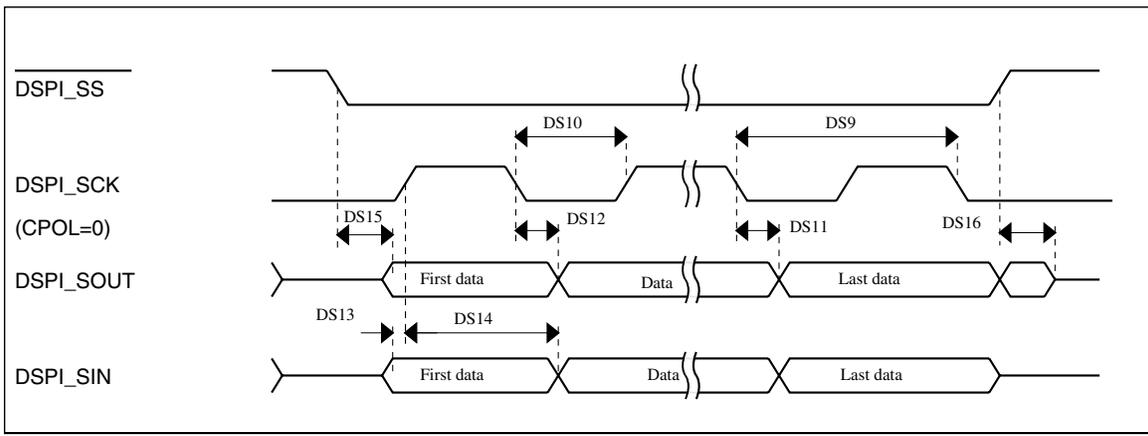 DSPI_SS
DS10
DS9
DSPI_SCK
(CPOL=0)
DS15
DS12
DS11
DS16
DSPI_SOUT
First data
Data
Last data
DS13
DS14
DSPI_SIN
First data
Data
Last data